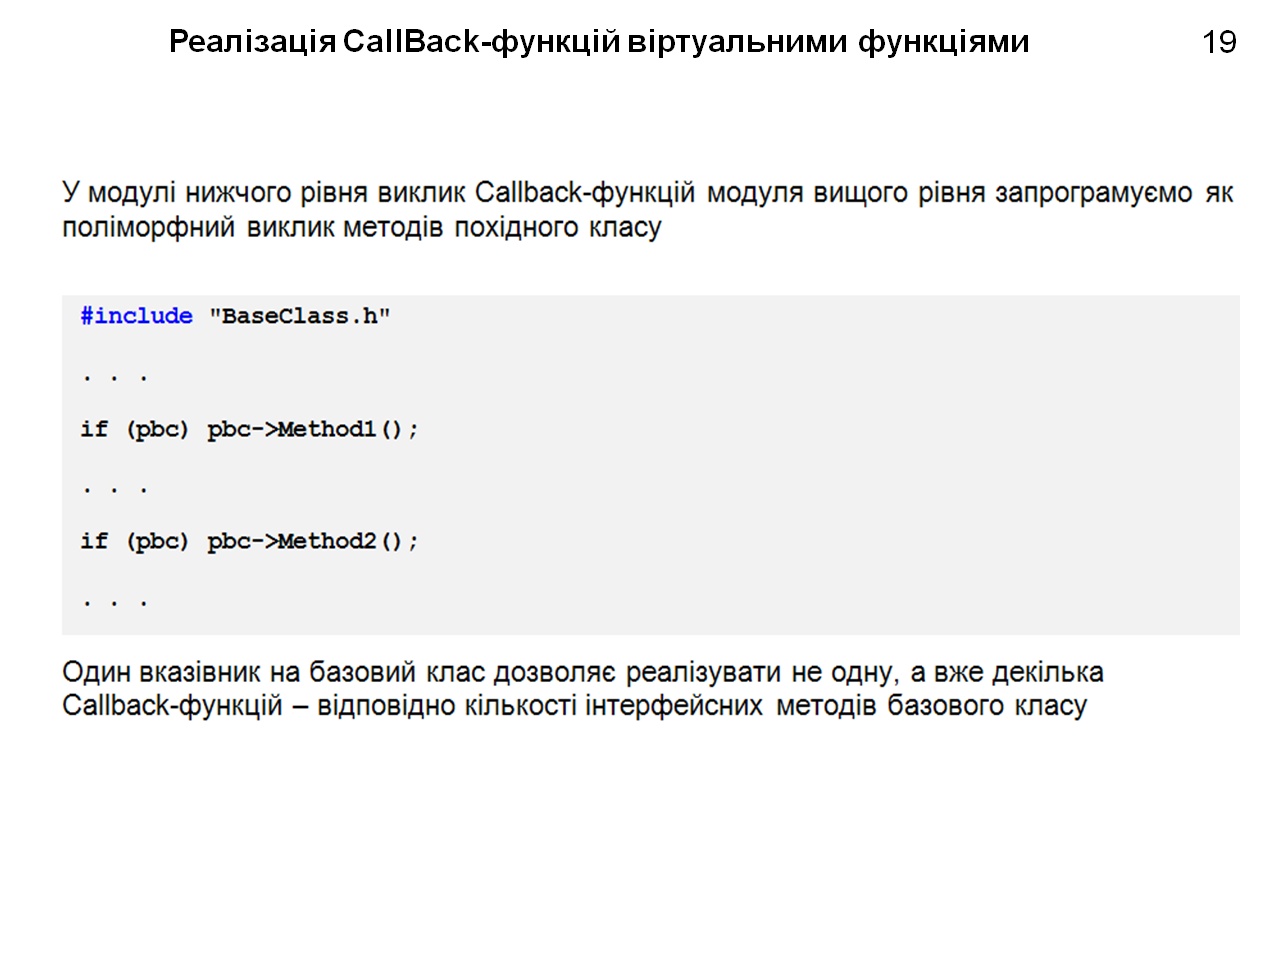 Реалізація CallBack-функцій віртуальними функціями 19
У модулі нижчого рівня виклик Callback-функцій модуля вищого рівня запрограмуємо як
поліморфний виклик методів похідного класу
#include "BaseClass.h"
. . .
if (pbc) pbc->Method1();
. . .
if (pbc) pbc->Method2();
. . .
Один вказівник на базовий клас дозволяє реалізувати не одну, а вже декілька
Callback-функцій – відповідно кількості інтерфейсних методів базового класу